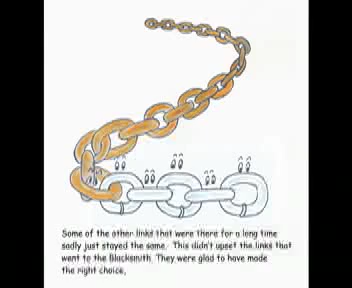 Some of the other links that were there for a long time
sadly just stayed the same. This didn't upset the links that
went to the Blacksmith. They were glad to have made
the right choice,